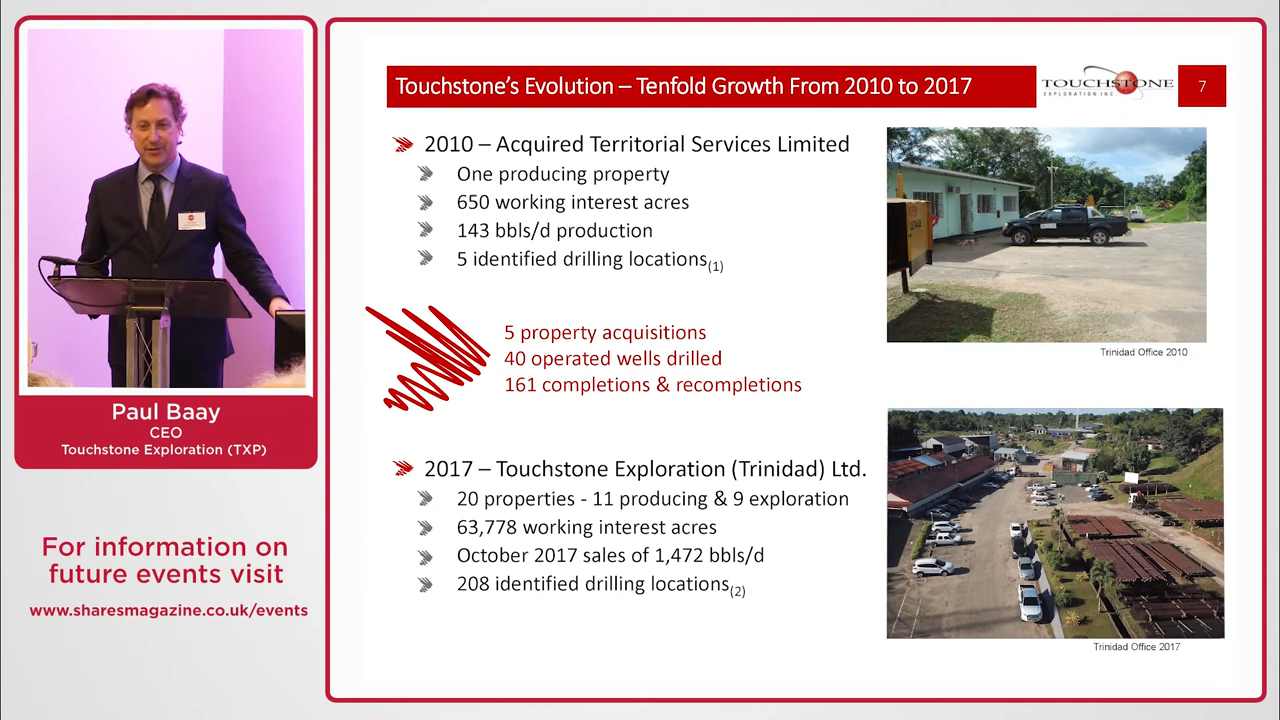 Touchstone's Evolution – Tenfold Growth From 2010 to 2017
TOUCHSTONE
EXPLORATION INC.
7
2010 – Acquired Territorial Services Limited
One producing property
650 working interest acres
143 bbls/d production
5 identified drilling locations(1)
Trinidad Office 2010
5 property acquisitions
40 operated wells drilled
161 completions & recompletions
2017 – Touchstone Exploration (Trinidad) Ltd.
20 properties - 11 producing & 9 exploration
63,778 working interest acres
October 2017 sales of 1,472 bbls/d
208 identified drilling locations(2)
Trinidad Office 2017
Paul Baay
CEO
Touchstone Exploration (TXP)
For information on
future events visit
www.sharesmagazine.co.uk/events